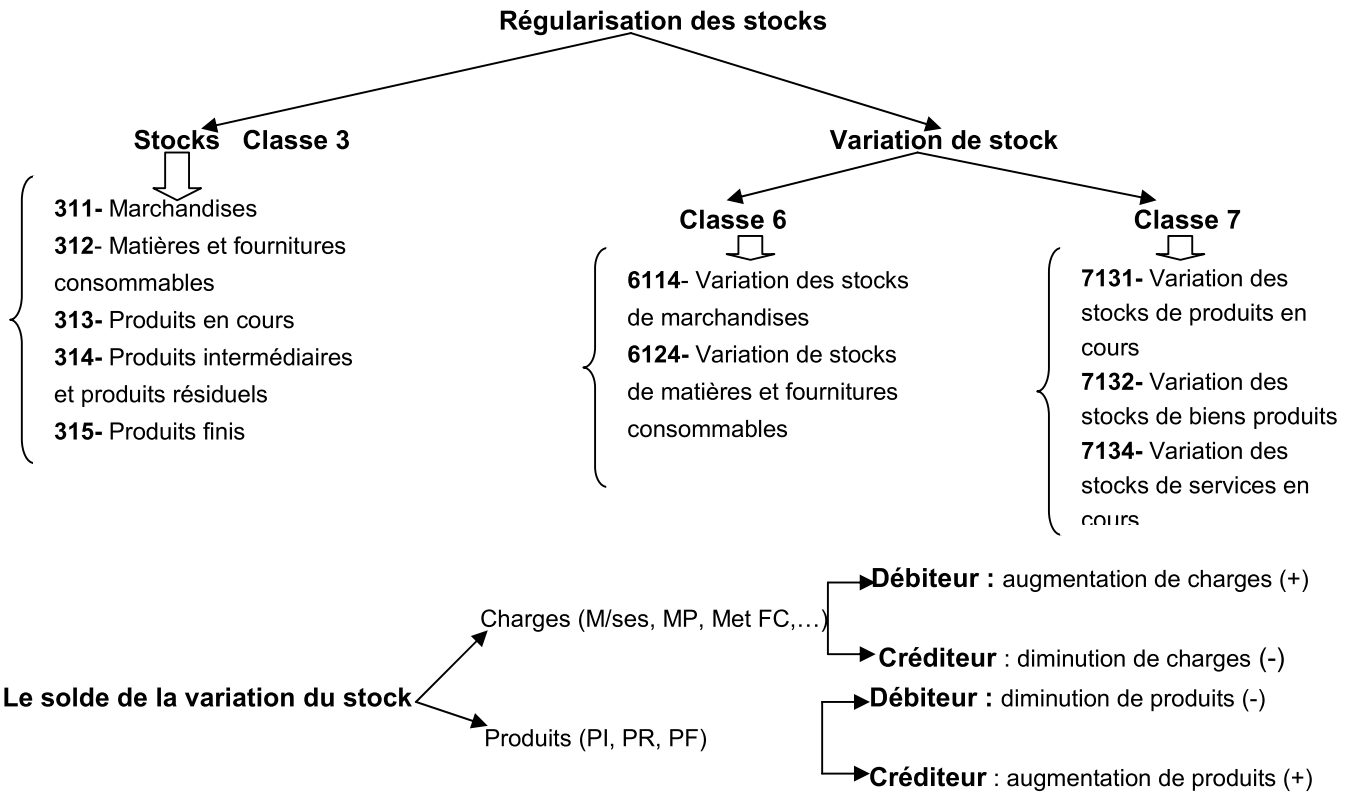 Régularisation des stocks
Stocks Classe 3
311- Marchandises
312- Matières et fournitures
consommables
313- Produits en cours
314- Produits intermédiaires
et produits résiduels
315- Produits finis
Variation de stock
Classe 6
6114- Variation des stocks
de marchandises
6124- Variation de stocks
de matières et fournitures
consommables
Classe 7
7131- Variation des
stocks de produits en
cours
7132- Variation des
stocks de biens produits
7134- Variation des
stocks de services en
cours
Le solde de la variation du stock
Charges (M/ses, MP, Met FC,…)
Débiteur : augmentation de charges (+)
Créditeur : diminution de charges (-)
Produits (PI, PR, PF)
Débiteur : diminution de produits (-)
Créditeur : augmentation de produits (+)